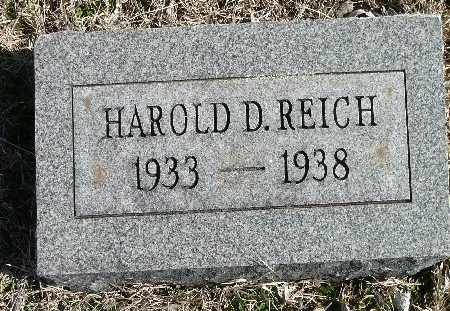 HAROLD D. REICH
1933 — 1938